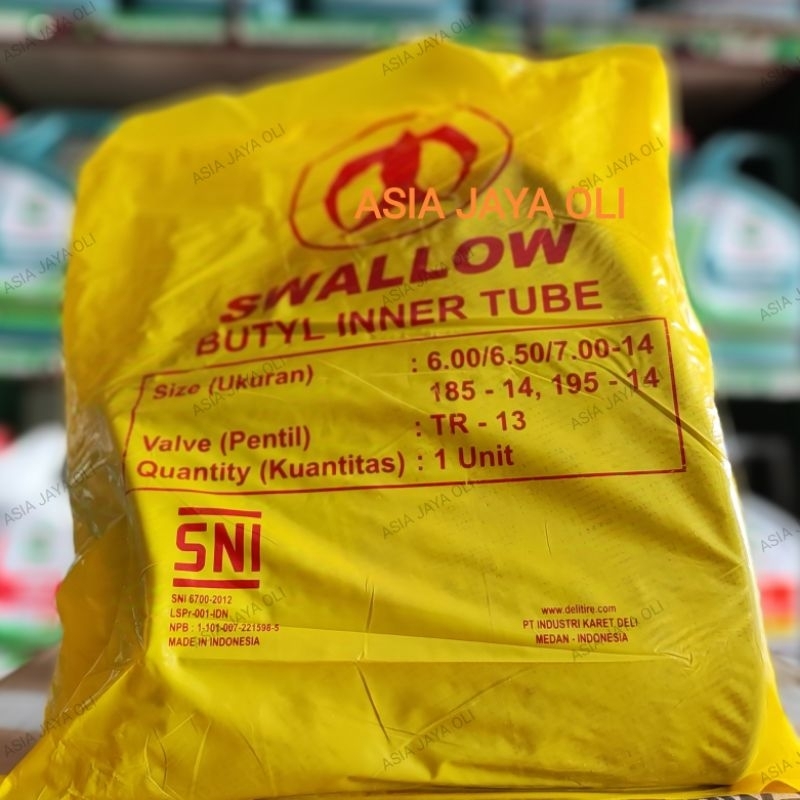 ASIA JAYA OLI
SWALLOW
BUTYL INNER TUBE
Size (Ukuran) : 6.00/6.50/7.00-14
185 - 14, 195 - 14
Valve (Pentil) : TR - 13
Quantity (Kuantitas) : 1 Unit
SNI
SNI 6700-2012
LSPr-001-IDN
NPB : 1-101-007-221598-5
MADE IN INDONESIA
www.delitire.com
PT INDUSTRI KARET DELI
MEDAN - INDONESIA